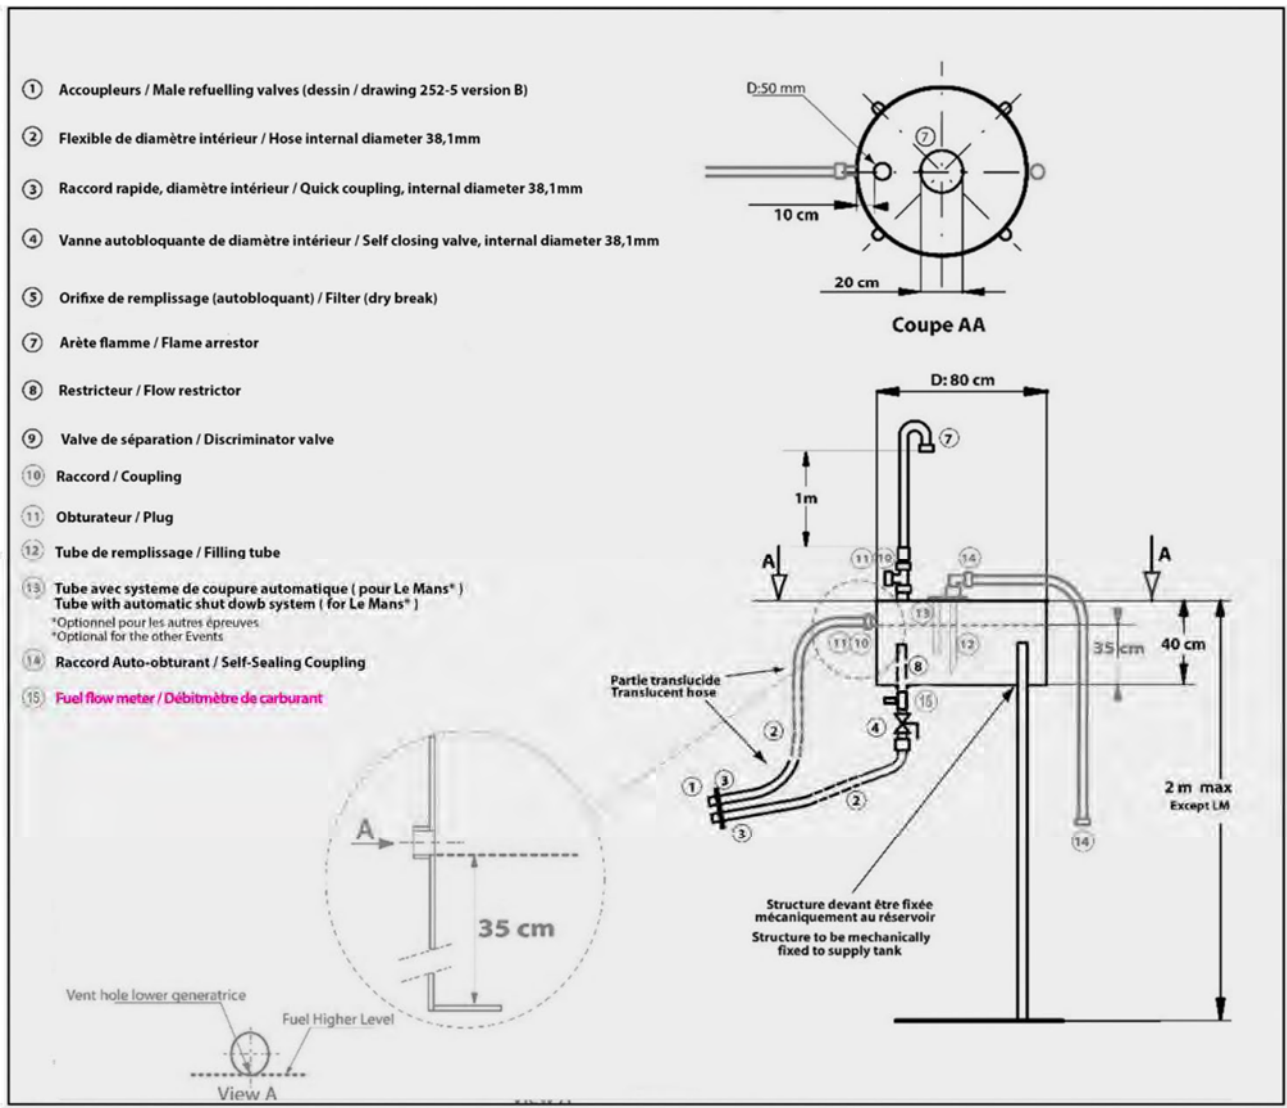 ① Accoupleurs / Male refuelling valves (dessin / drawing 252-5 version B)
② Flexible de diamètre intérieur / Hose internal diameter 38,1mm
③ Raccord rapide, diamètre intérieur / Quick coupling, internal diameter 38,1mm
④ Vanne autobloquante de diamètre intérieur / Self closing valve, internal diameter 38,1mm
⑤ Orifixe de remplissage (autobloquant) / Filter (dry break)
⑦ Arète flamme / Flame arrestor
⑧ Restricteur / Flow restrictor
⑨ Valve de séparation / Discriminator valve
⑩ Raccord / Coupling
⑪ Obturateur / Plug
⑫ Tube de remplissage / Filling tube
⑬ Tube avec systeme de coupure automatique ( pour Le Mans* )
Tube with automatic shut dowb system ( for Le Mans* )
*Optionnel pour les autres épreuves
*Optional for the other Events
⑭ Raccord Auto-obturant / Self-Sealing Coupling
⑮ Fuel flow meter / Débitmètre de carburant
D:50 mm
⑦
10 cm
20 cm
Coupe AA
D: 80 cm
⑦
1m
A
⑪ ⑩
⑭
A
⑬
⑪ ⑩
⑫
35 cm
40 cm
⑧
Partie translucide
Translucent hose
⑮
②
④
① ③
②
③
2 m max
Except LM
⑭
Structure devant être fixée
mécaniquement au réservoir
Structure to be mechanically
fixed to supply tank
A
35 cm
Vent hole lower generatrice
Fuel Higher Level
View A